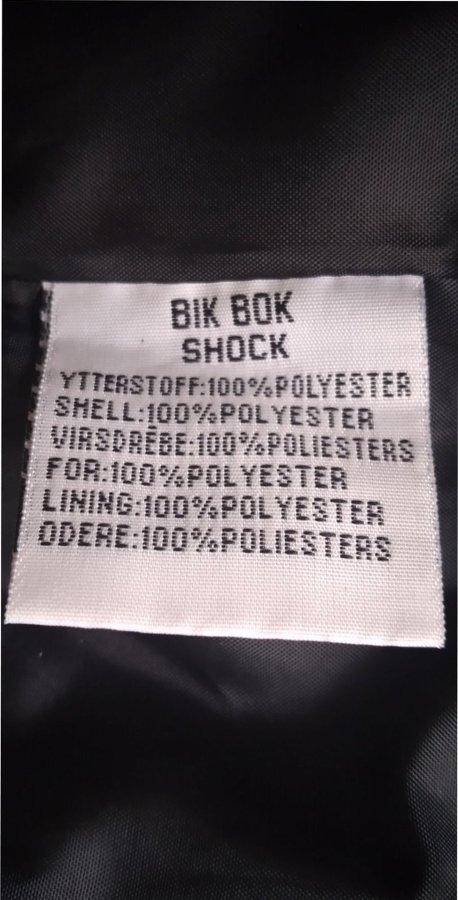 BIK BOK
SHOCK
YTTERSTOFF:100%POLYESTER
SHELL:100%POLYESTER
VIRSDRĒBE:100%POLIESTERS
FOR:100%POLYESTER
LINING:100%POLYESTER
ODERE:100%POLIESTERS